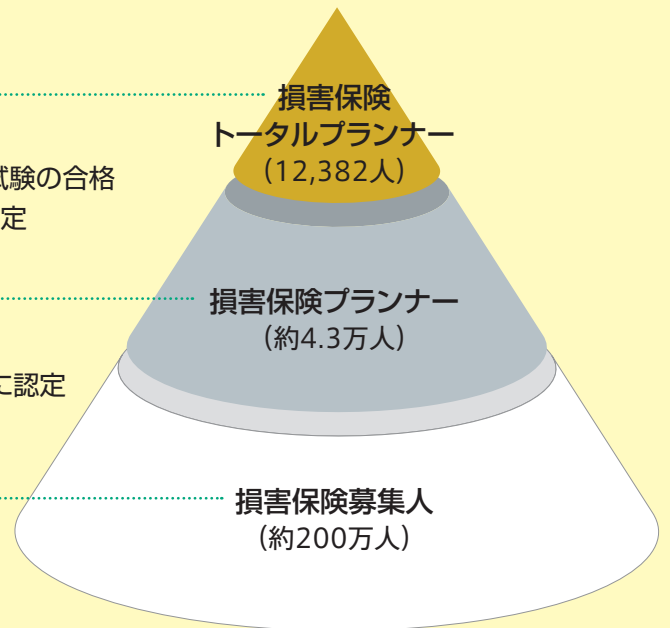 損害保険
トータルプランナー
(12,382人)
試験の合格
定
損害保険プランナー
(約4.3万人)
に認定
損害保険募集人
(約200万人)